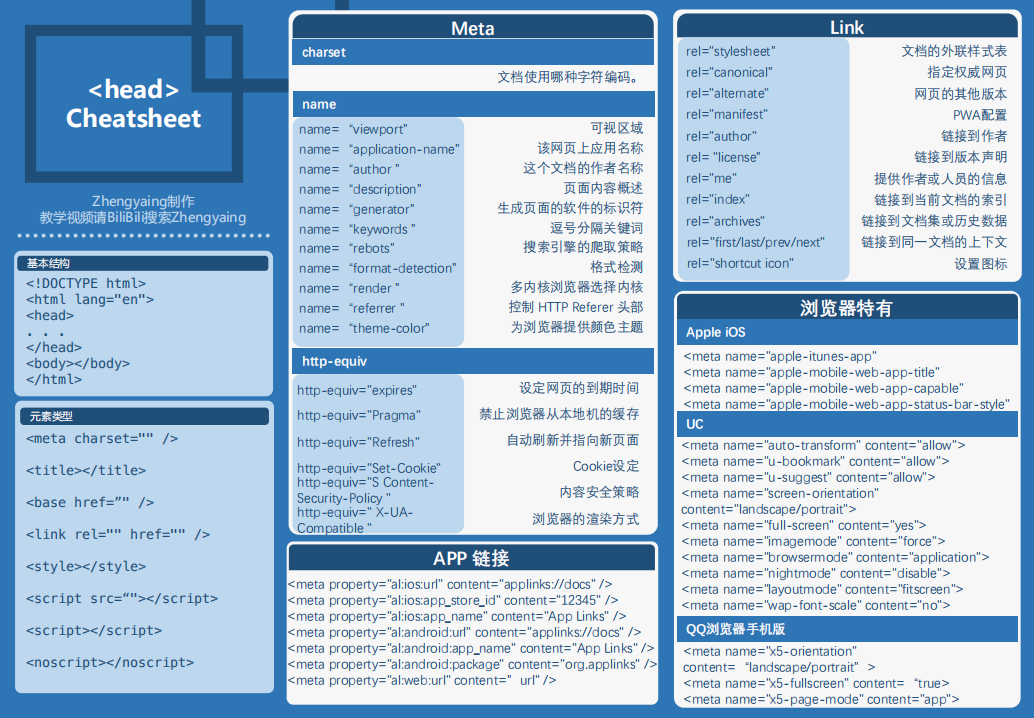 <head>
Cheatsheet
Zhengyaing制作
教学视频请BiliBili搜索Zhengyaing
基本结构
<!DOCTYPE html>
<html lang="en">
<head>
. . .
</head>
<body></body>
</html>
元素类型
<meta charset="" />
<title></title>
<base href=”" />
<link rel="" href="" />
<style></style>
<script src=“"></script>
<script></script>
<noscript></noscript>
Meta
charset
文档使用哪种字符编码。
name
name= “viewport” 可视区域
name= “application-name” 该网页上应用名称
name= “author ” 这个文档的作者名称
name= “description” 页面内容概述
name= “generator” 生成页面的软件的标识符
name= “keywords ” 逗号分隔关键词
name= “rebots” 搜索引擎的爬取策略
name= “format-detection” 格式检测
name= “render ” 多内核浏览器选择内核
name= “referrer ” 控制 HTTP Referer 头部
name= “theme-color” 为浏览器提供颜色主题
http-equiv
http-equiv="expires" 设定网页的到期时间
http-equiv="Pragma" 禁止浏览器从本地机的缓存
http-equiv="Refresh" 自动刷新并指向新页面
http-equiv="Set-Cookie" Cookie设定
http-equiv="S Content-
Security-Policy " 内容安全策略
http-equiv=" X-UA-
Compatible " 浏览器的渲染方式
APP 链接
<meta property="al:ios:url" content="applinks://docs" />
<meta property="al:ios:app_store_id" content="12345" />
<meta property="al:ios:app_name" content="App Links" />
<meta property="al:android:url" content="applinks://docs" />
<meta property="al:android:app_name" content="App Links" />
<meta property="al:android:package" content="org.applinks" />
<meta property="al:web:url" content=” url" />
Link
rel="stylesheet" 文档的外联样式表
rel="canonical" 指定权威网页
rel="alternate" 网页的其他版本
rel="manifest" PWA配置
rel="author" 链接到作者
rel= "license" 链接到版本声明
rel="me" 提供作者或人员的信息
rel="index" 链接到当前文档的索引
rel="archives" 链接到文档集或历史数据
rel="first/last/prev/next" 链接到同一文档的上下文
rel="shortcut icon" 设置图标
浏览器特有
Apple iOS
<meta name="apple-itunes-app"
<meta name="apple-mobile-web-app-title"
<meta name="apple-mobile-web-app-capable"
<meta name="apple-mobile-web-app-status-bar-style"
UC
<meta name="auto-transform" content="allow">
<meta name="u-bookmark" content="allow">
<meta name="u-suggest" content="allow">
<meta name="screen-orientation"
content="landscape/portrait">
<meta name="full-screen" content="yes">
<meta name="imagemode" content="force">
<meta name="browsermode" content="application">
<meta name="nightmode" content="disable">
<meta name="layoutmode" content="fitscreen">
<meta name="wap-font-scale" content="no">
QQ浏览器手机版
<meta name="x5-orientation"
content= “landscape/portrait” >
<meta name="x5-fullscreen" content= “true>
<meta name="x5-page-mode" content="app">